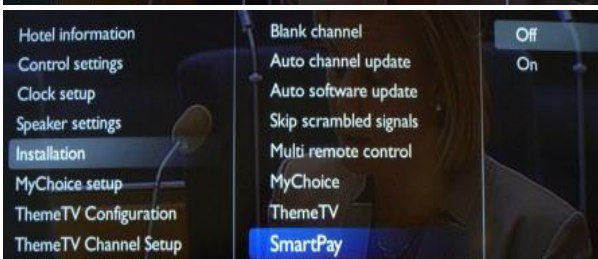 Hotel information
Control settings
Clock setup
Speaker settings
Installation
MyChoice setup
ThemeTV Configuration
ThemeTV Channel Setup
Blank channel
Auto channel update
Auto software update
Skip scrambled signals
Multi remote control
MyChoice
ThemeTV
SmartPay
Off
On